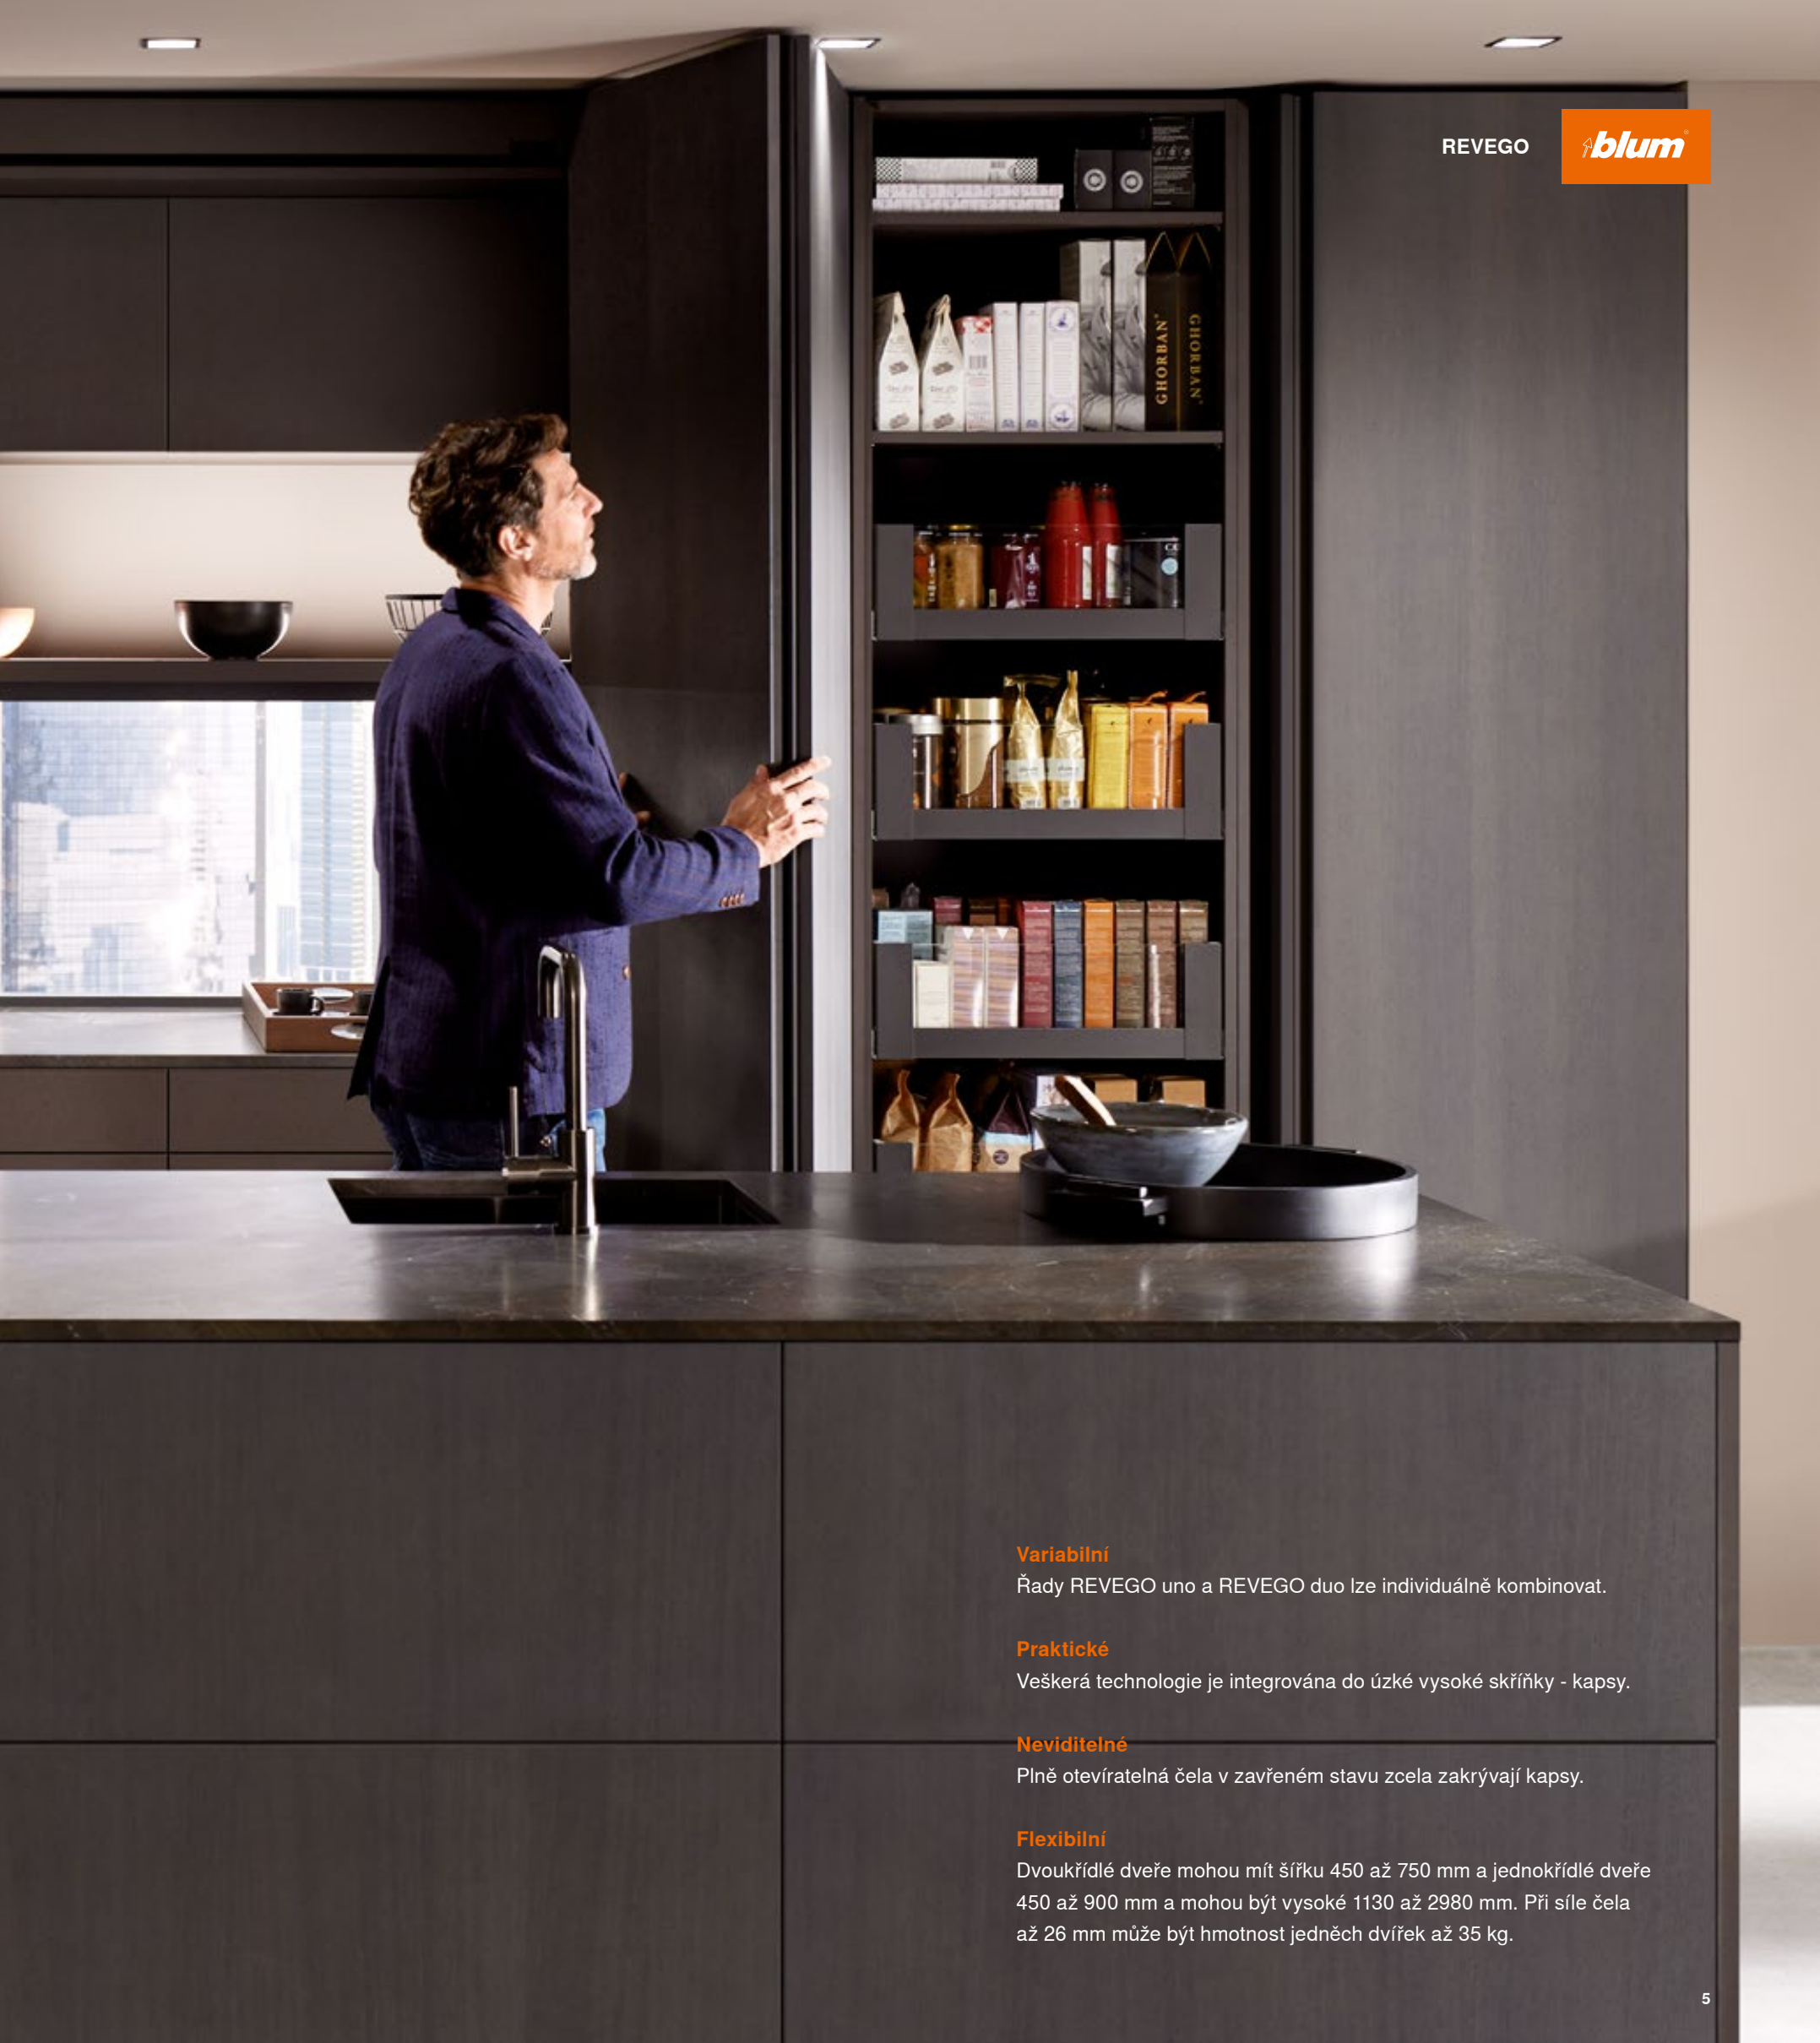 REVEGO
blum
GHORBAN
GHORBAN
Variabilní
Řady REVEGO uno a REVEGO duo lze individuálně kombinovat.
Praktické
Veškerá technologie je integrována do úzké vysoké skříňky - kapsy.
Neviditelné
Plně otevíratelná čela v zavřeném stavu zcela zakrývají kapsy.
Flexibilní
Dvoukřídlé dveře mohou mít šířku 450 až 750 mm a jednokřídlé dveře
450 až 900 mm a mohou být vysoké 1130 až 2980 mm. Při síle čela
až 26 mm může být hmotnost jedněch dvířek až 35 kg.
5